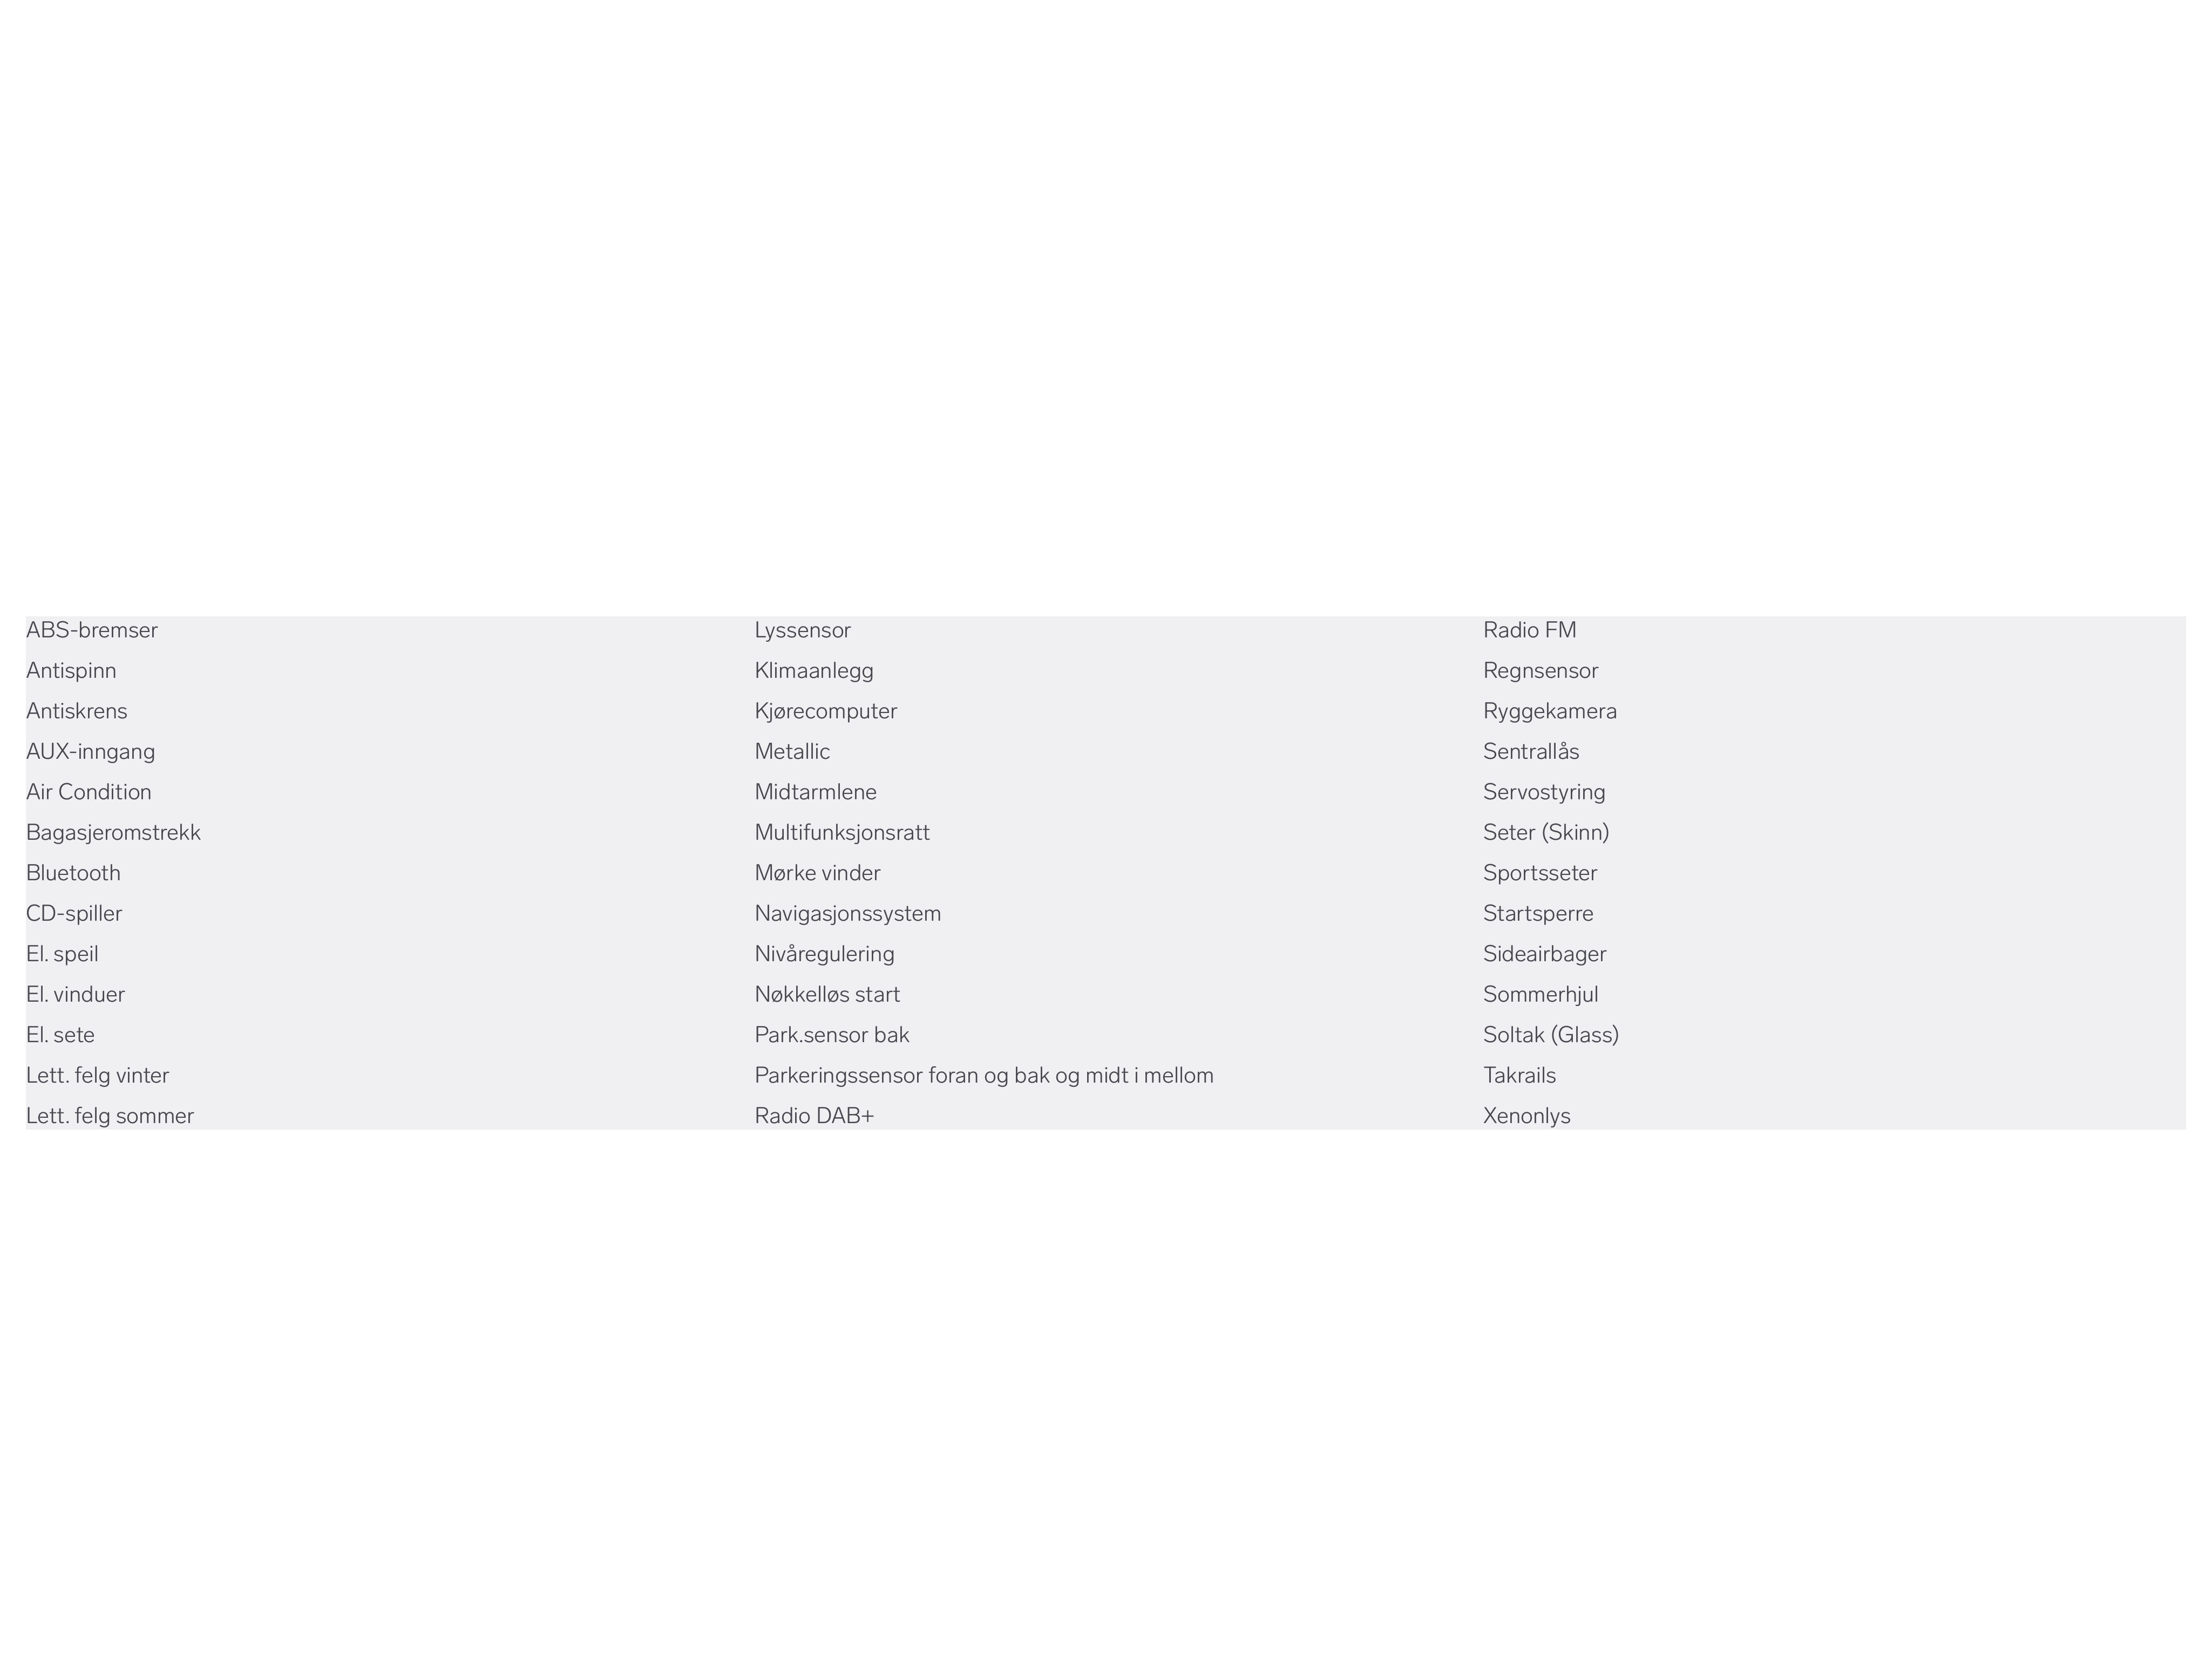 ABS-bremser
Antispinn
Antiskrens
AUX-inngang
Air Condition
Bagasjeromstrekk
Bluetooth
CD-spiller
El. speil
El. vinduer
El. sete
Lett. felg vinter
Lett. felg sommer
Lyssensor
Klimaanlegg
Kjørecomputer
Metallic
Midtarmlene
Multifunksjonsratt
Mørke vinder
Navigasjonssystem
Nivåregulering
Nøkkelløs start
Park.sensor bak
Parkeringssensor foran og bak og midt i mellom
Radio DAB+
Radio FM
Regnsensor
Ryggekamera
Sentrallås
Servostyring
Seter (Skinn)
Sportsseter
Startsperre
Sideairbager
Sommerhjul
Soltak (Glass)
Takrails
Xenonlys